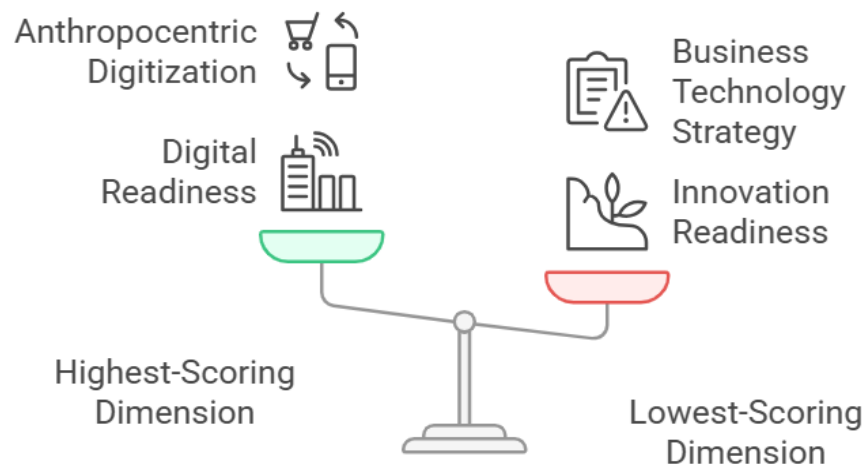 Anthropocentric
Digitization
Digital
Readiness
Business
Technology
Strategy
Innovation
Readiness
Highest-Scoring
Dimension
Lowest-Scoring
Dimension